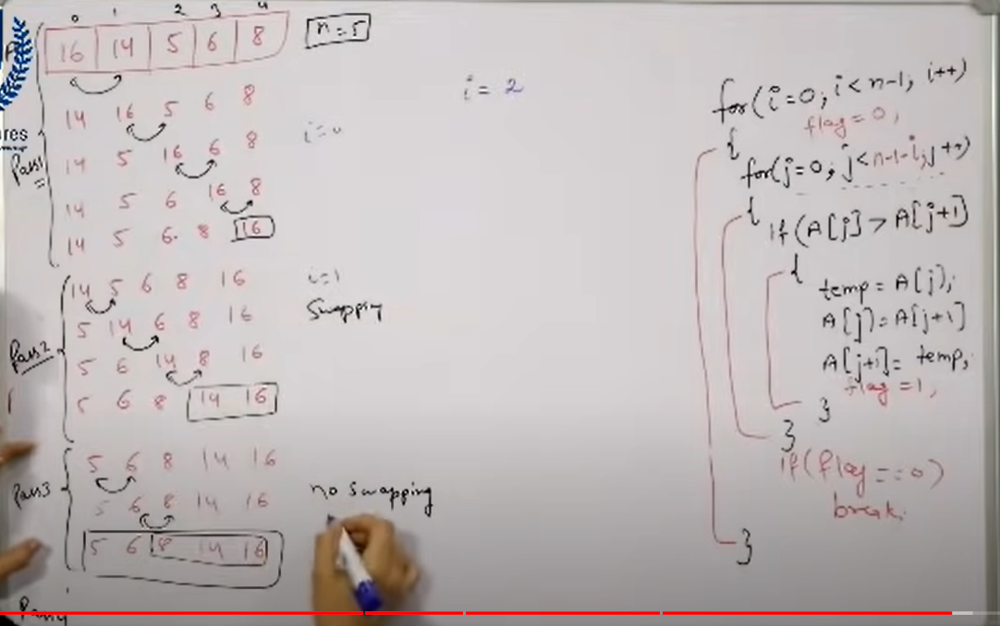 0 1 2 3 4
A 16 14 5 6 8 n=5
14 16 5 6 8
14 5 16 6 8
14 5 6 16 8
14 5 6. 8 16
Pass1
i=0
ures
14 5 6 8 16
5 14 6 8 16
5 6 14 8 16
5 6 8 14 16
Pass2
i=1
Swapping
5 6 8 14 16
5 6 8 14 16
5 6 8 14 16
Pass3
no swapping
Pass4
i = 2
for(i=0; i<n-1; i++)
flag=0;
{
for(j=0; j<n-1-i; j++)
{
if(A[j] > A[j+1]
{
temp = A[j];
A[j]=A[j+1]
A[j+1]= temp;
flag =1;
}
}
if(flag==0)
break;
}